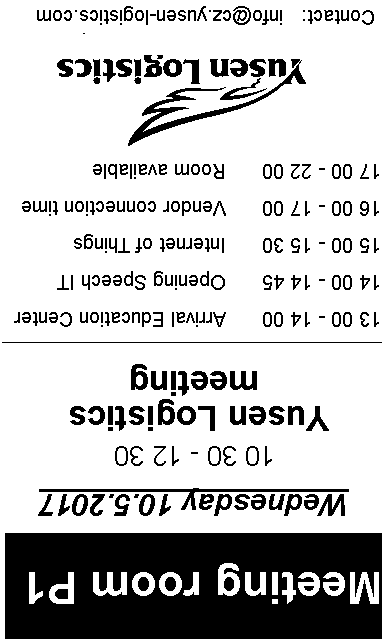 Meeting room P1
Wednesday 10.5.2017
10 30 - 12 30
Yusen Logistics
meeting
13 00 - 14 00 Arrival Education Center
14 00 - 14 45 Opening Speech IT
15 00 - 15 30 Internet of Things
16 00 - 17 00 Vendor connection time
17 00 - 22 00 Room available
Yusen Logistics
Contact: info@cz.yusen-logistics.com